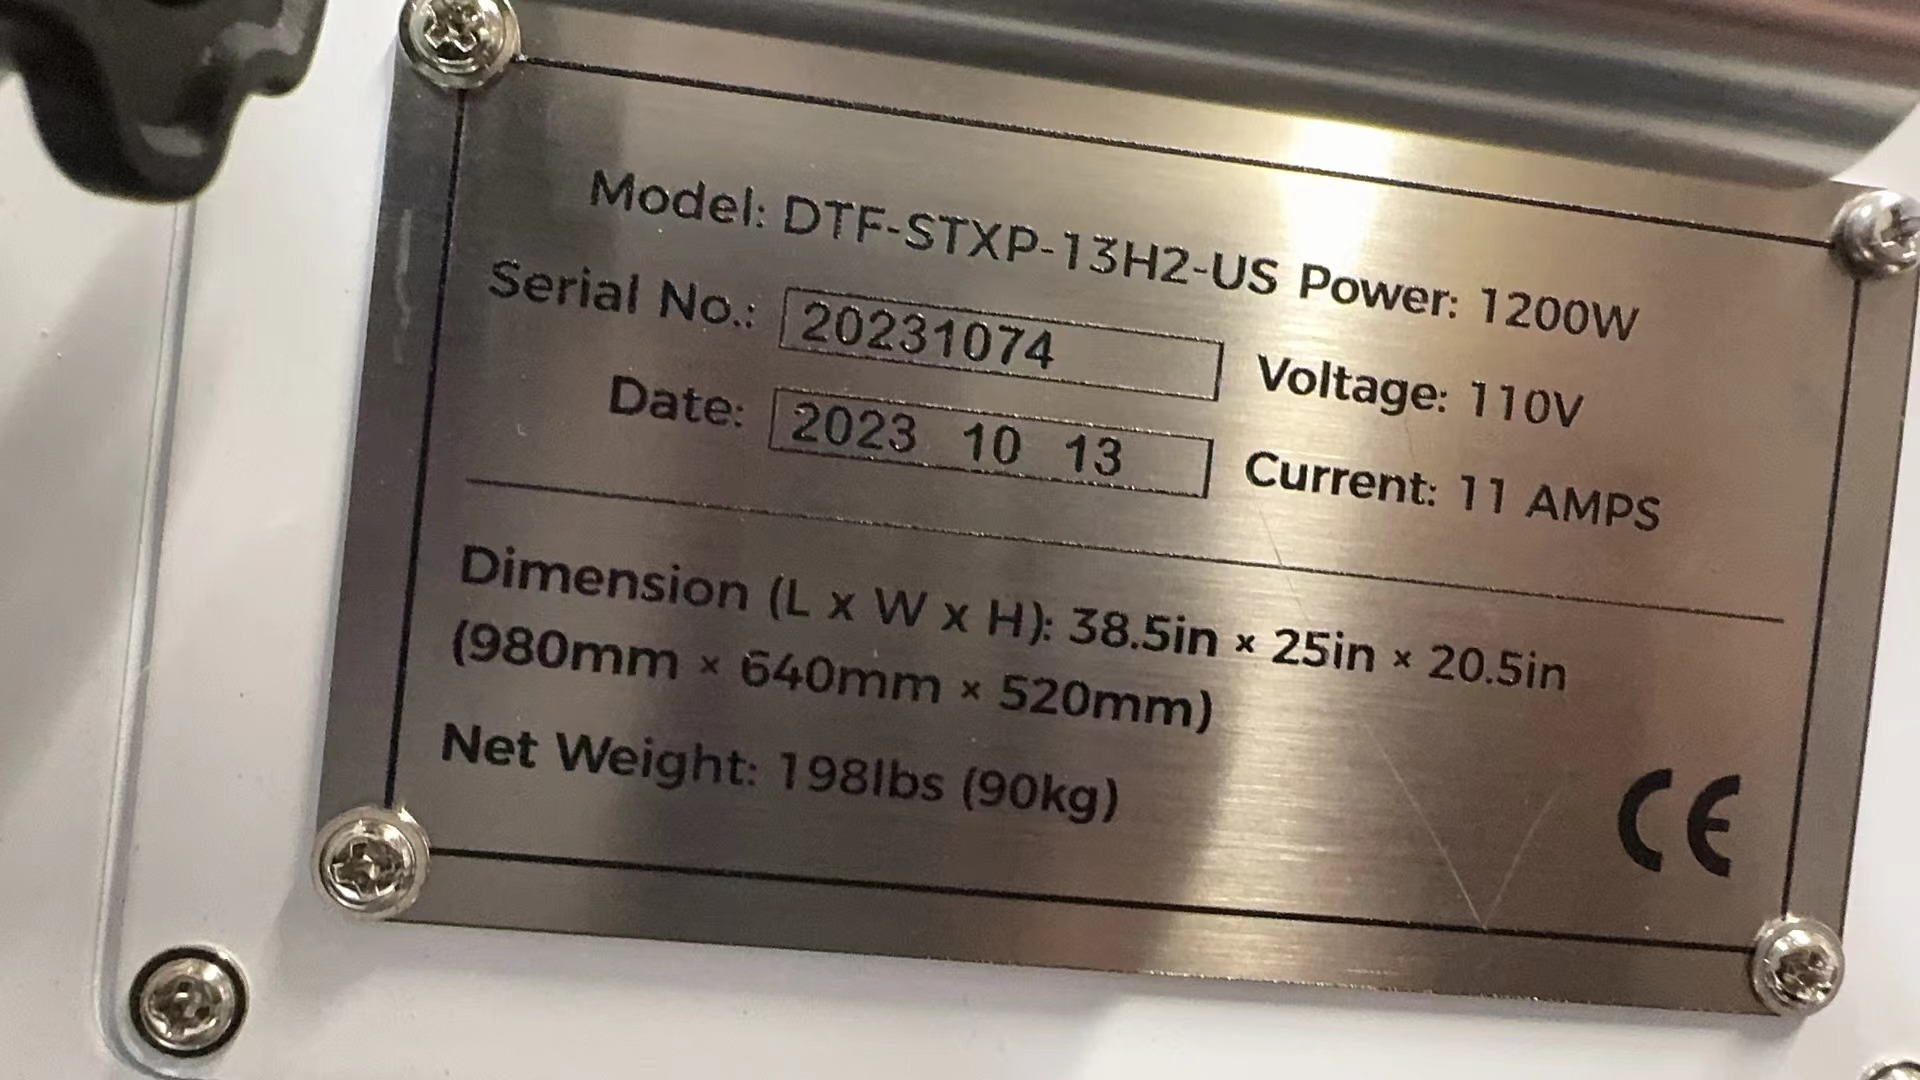 Model: DTF-STXP-13H2-US Power: 1200W
Serial No.: 20231074 Voltage: 110V
Date: 2023 10 13 Current: 11 AMPS
Dimension (L x W x H): 38.5in × 25in × 20.5in
(980mm × 640mm × 520mm)
Net Weight: 198lbs (90kg)
CE